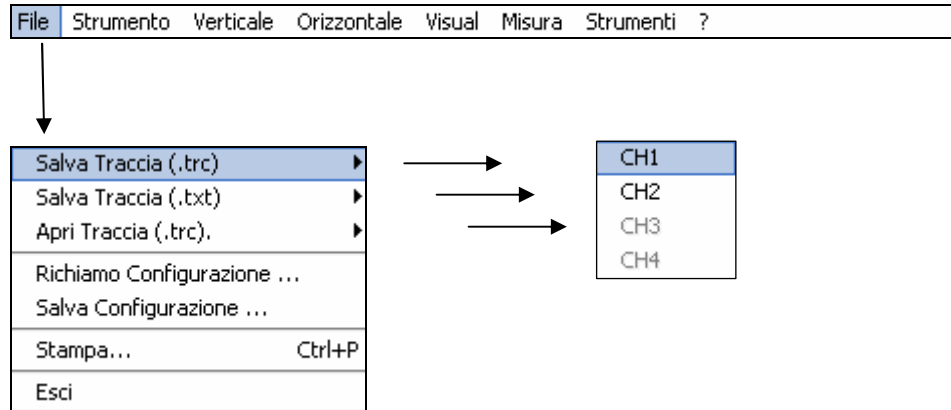 File Strumento Verticale Orizzontale Visual Misura Strumenti ?
Salva Traccia (.trc)
Salva Traccia (.txt)
Apri Traccia (.trc).
Richiamo Configurazione ...
Salva Configurazione ...
Stampa... Ctrl+P
Esci
CH1
CH2
CH3
CH4